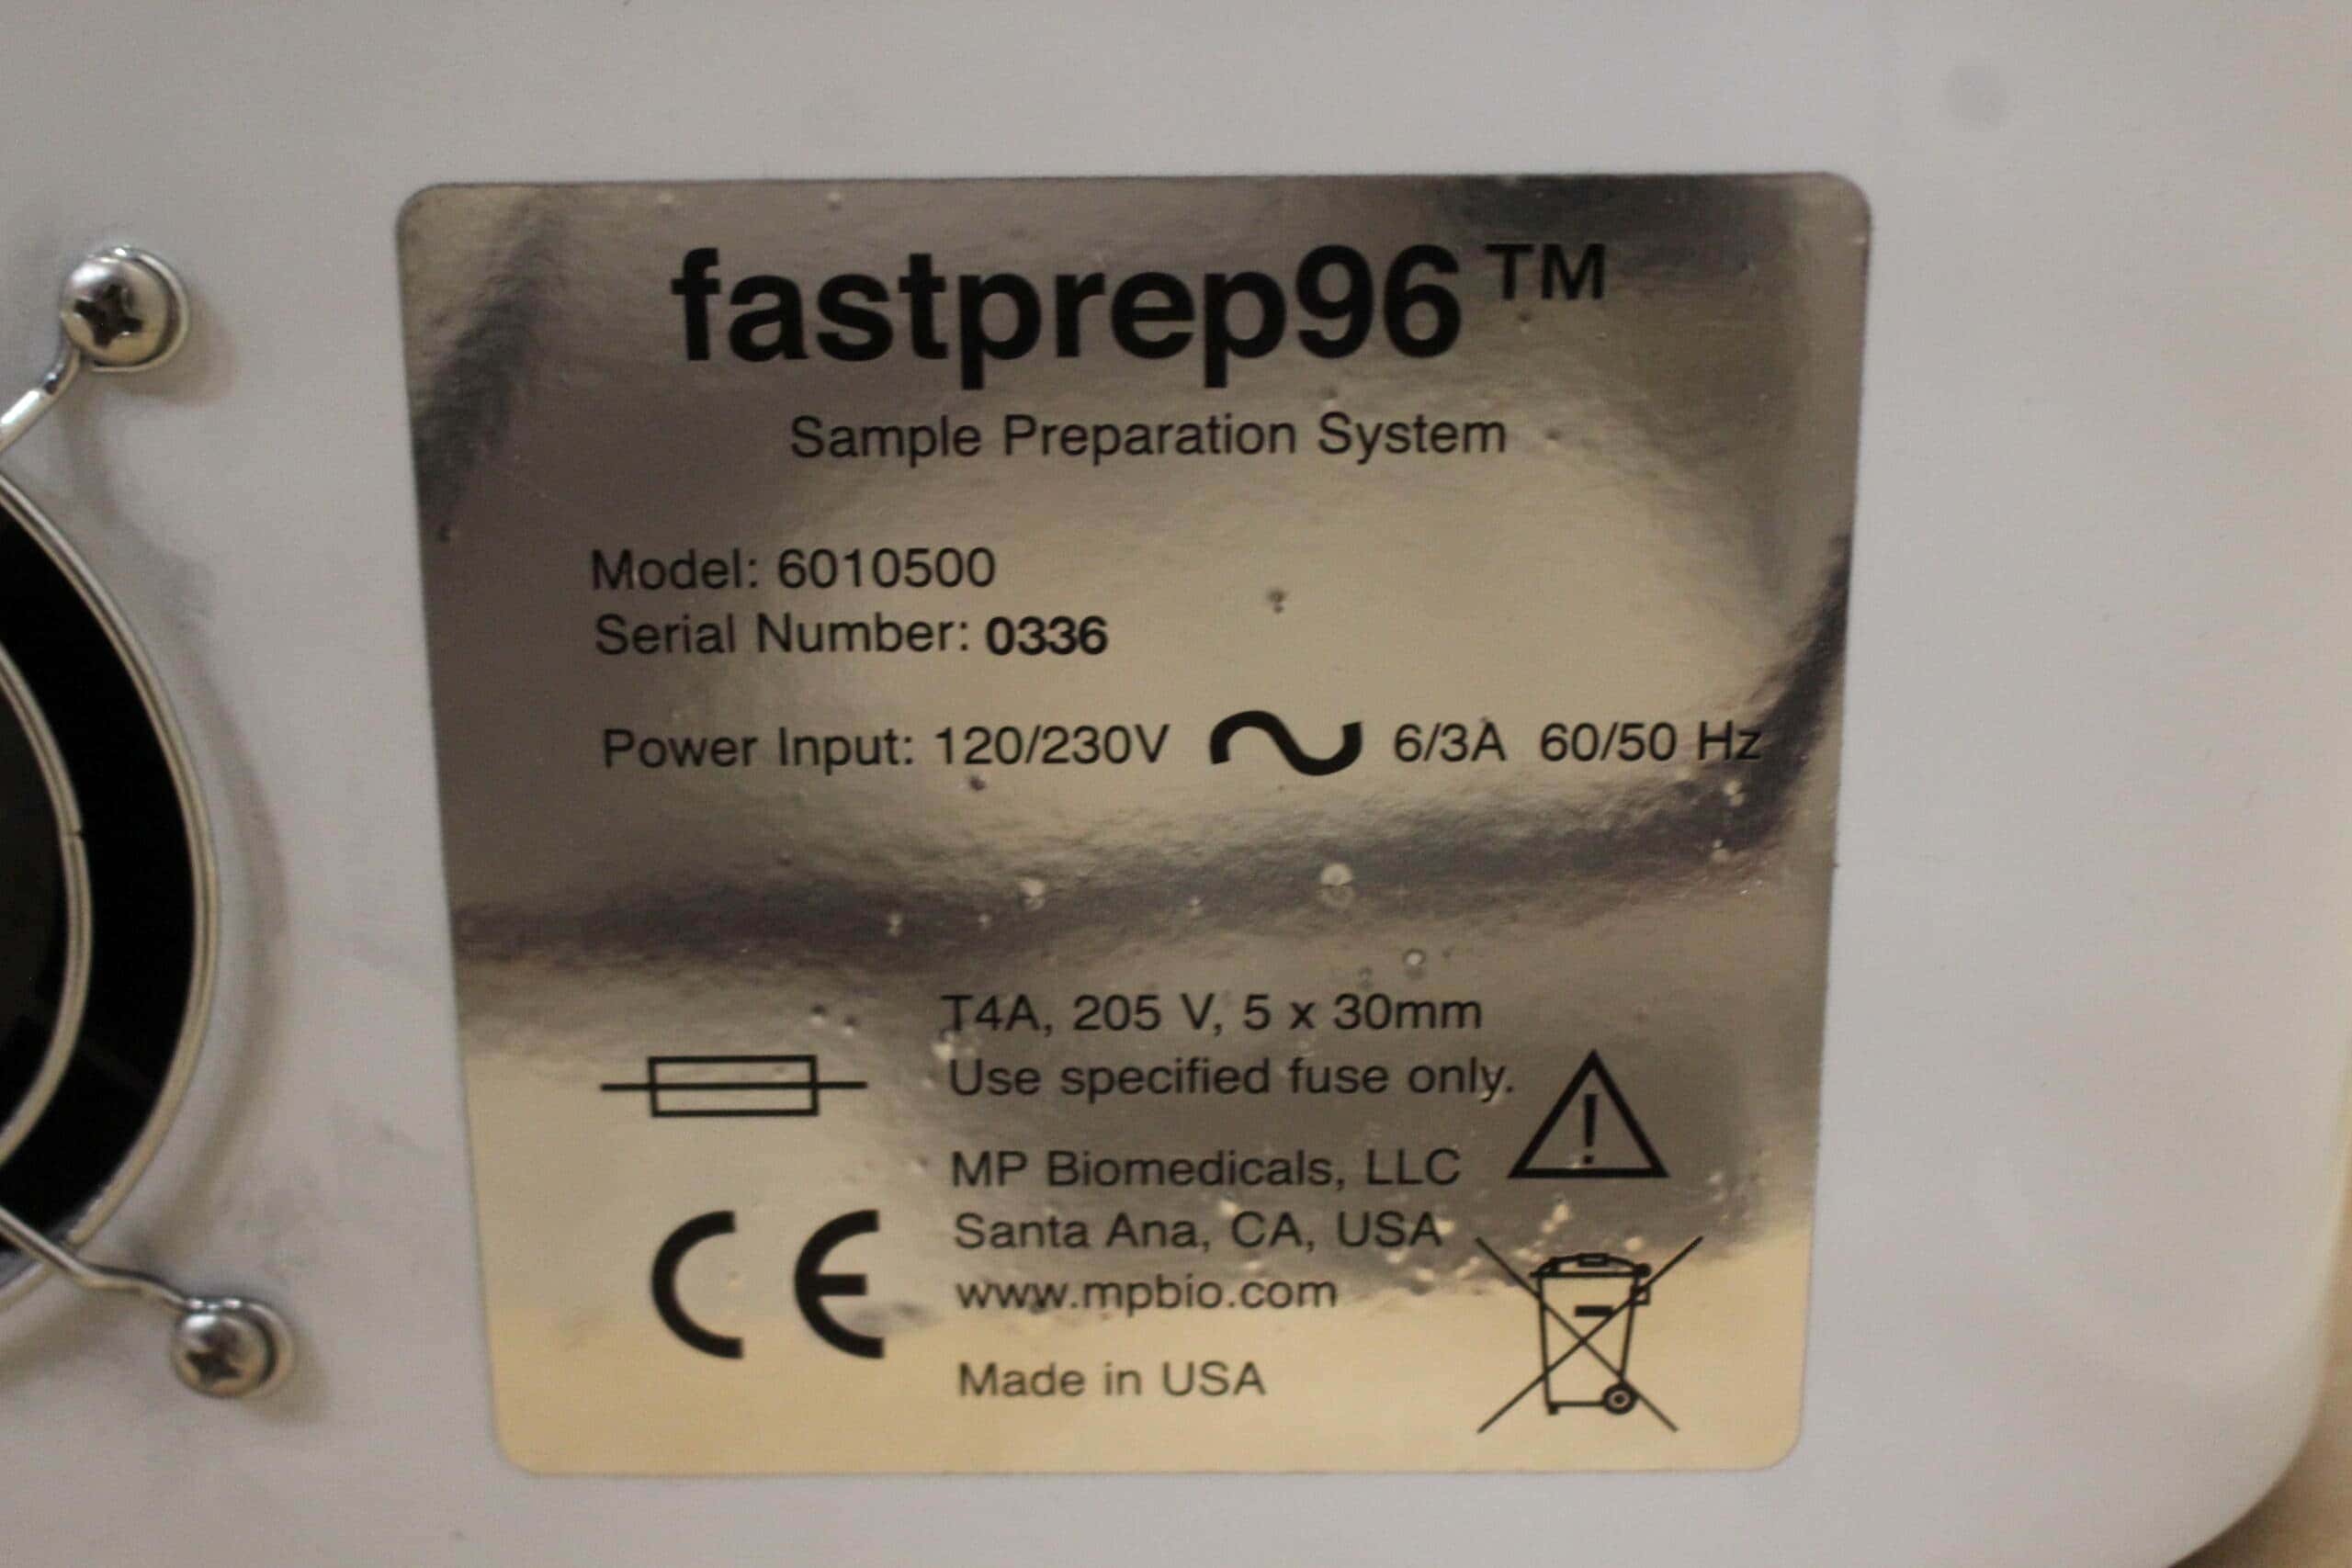 fastprep96™
Sample Preparation System
Model: 6010500
Serial Number: 0336
Power Input: 120/230V ∿ 6/3A 60/50 Hz
T4A, 205 V, 5 x 30mm
Use specified fuse only.
MP Biomedicals, LLC
Santa Ana, CA, USA
www.mpbio.com
Made in USA
CE